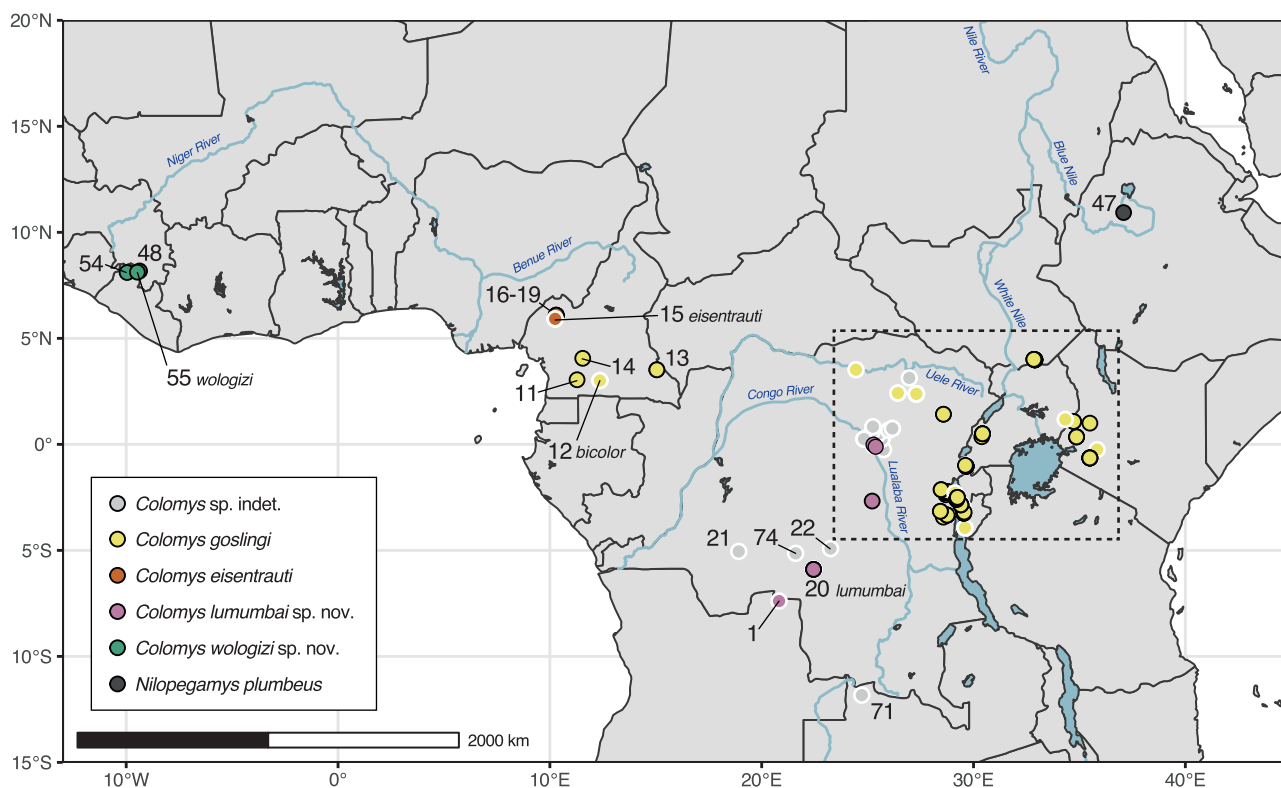 20°N
15°N
10°N
5°N
0°
5°S
10°S
15°S
10°W
0°
10°E
20°E
30°E
40°E
Niger River
Benue River
Nile River
Blue Nile
White Nile
Congo River
Uele River
Lualaba River
47
54
48
55 wologizi
16-19
15 eisentrauti
14
13
11
12 bicolor
21
74
22
20 lumumbai
1
71
Colomys sp. indet.
Colomys goslingi
Colomys eisentrauti
Colomys lumumbai sp. nov.
Colomys wologizi sp. nov.
Nilopegamys plumbeus
2000 km